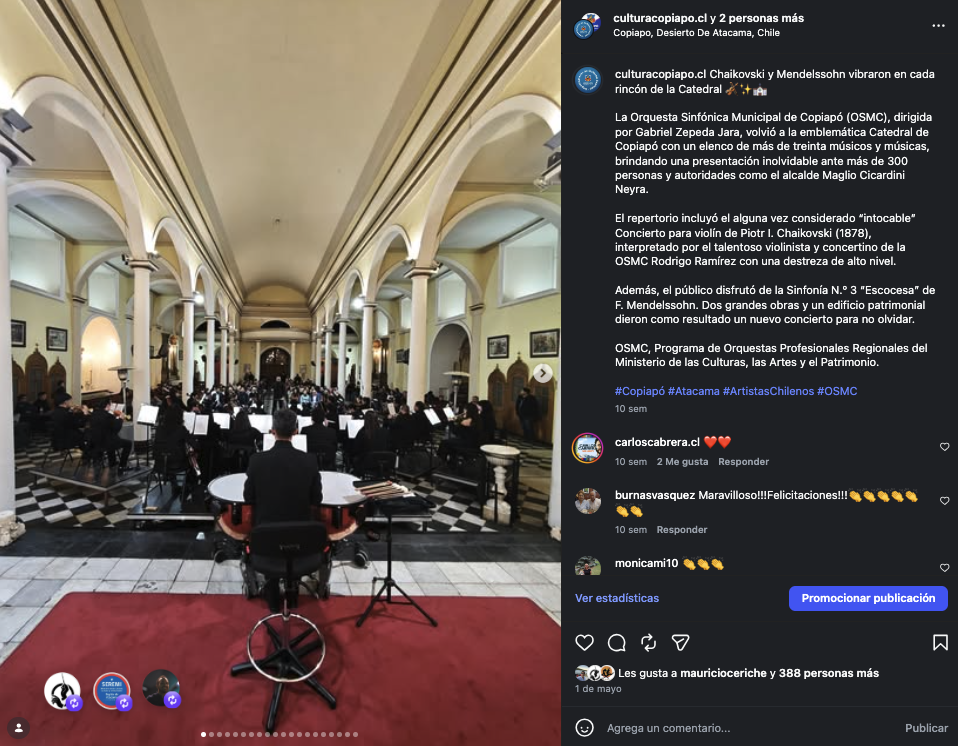 culturacopiapo.cl y 2 personas más
Copiapo, Desierto De Atacama, Chile
culturacopiapo.cl Chaikovski y Mendelssohn vibraron en cada
rincón de la Catedral 🎻✨🏰
La Orquesta Sinfónica Municipal de Copiapó (OSMC), dirigida
por Gabriel Zepeda Jara, volvió a la emblemática Catedral de
Copiapó con un elenco de más de treinta músicos y músicas,
brindando una presentación inolvidable ante más de 300
personas y autoridades como el alcalde Maglio Cicardini
Neyra.
El repertorio incluyó el alguna vez considerado “intocable”
Concierto para violín de Piotr I. Chaikovski (1878),
interpretado por el talentoso violinista y concertino de la
OSMC Rodrigo Ramírez con una destreza de alto nivel.
Además, el público disfrutó de la Sinfonía N.º 3 “Escocesa” de
F. Mendelssohn. Dos grandes obras y un edificio patrimonial
dieron como resultado un nuevo concierto para no olvidar.
OSMC, Programa de Orquestas Profesionales Regionales del
Ministerio de las Culturas, las Artes y el Patrimonio.
#Copiapó #Atacama #ArtistasChilenos #OSMC
10 sem
carloscabrera.cl ❤️❤️
10 sem 2 Me gusta Responder
burnasvasquez Maravilloso!!!Felicitaciones!!!👏👏👏👏👏
👏👏
10 sem Responder
monicami10 👏👏👏
Ver estadísticas
Promocionar publicación
Les gusta a mauricioceriche y 388 personas más
1 de mayo
Agrega un comentario...
Publicar
SEREMI